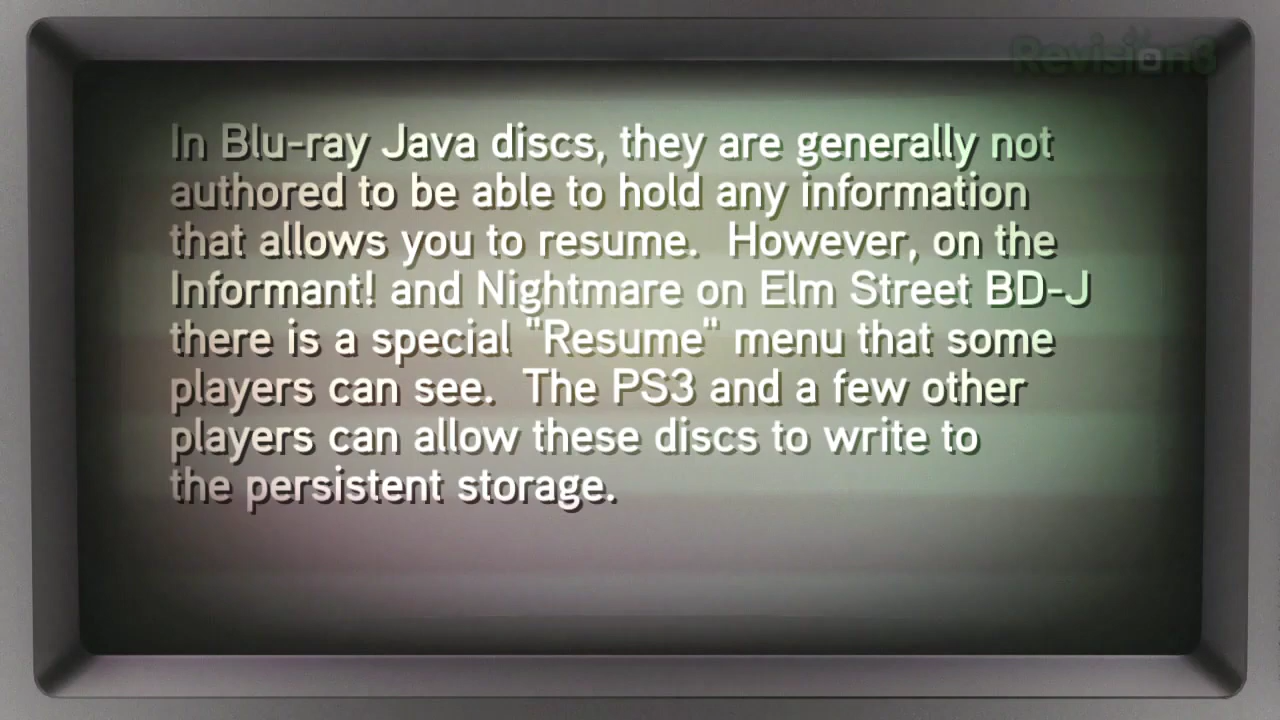 Revision3
In Blu-ray Java discs, they are generally not
authored to be able to hold any information
that allows you to resume.  However, on the
Informant! and Nightmare on Elm Street BD-J
there is a special "Resume" menu that some
players can see.  The PS3 and a few other
players can allow these discs to write to
the persistent storage.